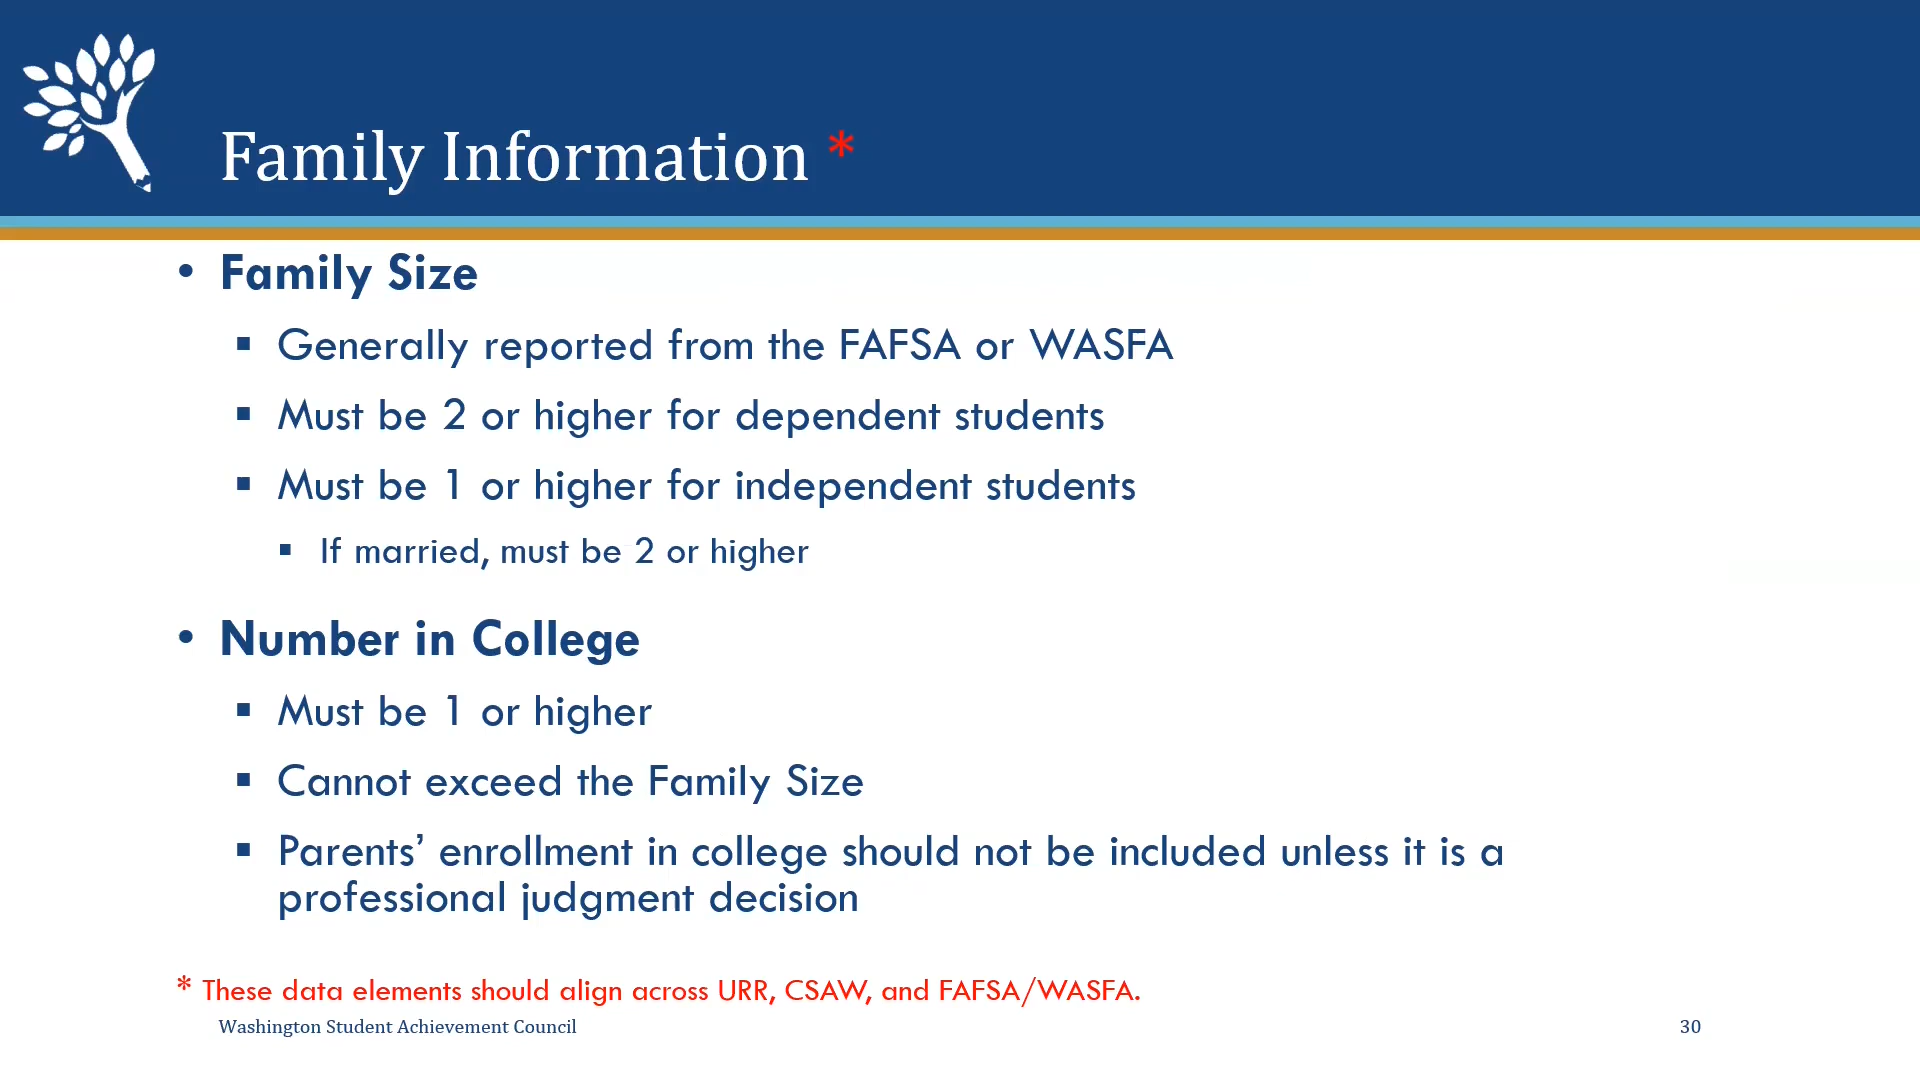 Family Information *
• Family Size
▪ Generally reported from the FAFSA or WASFA
▪ Must be 2 or higher for dependent students
▪ Must be 1 or higher for independent students
▪ If married, must be 2 or higher
• Number in College
▪ Must be 1 or higher
▪ Cannot exceed the Family Size
▪ Parents’ enrollment in college should not be included unless it is a
professional judgment decision
* These data elements should align across URR, CSAW, and FAFSA/WASFA.
Washington Student Achievement Council
30